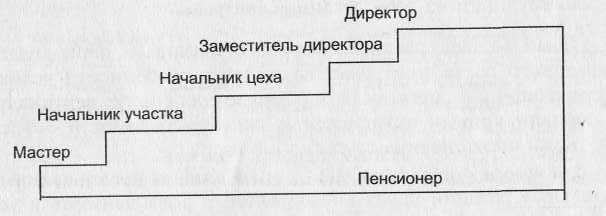 Директор
Заместитель директора
Начальник цеха
Начальник участка
Мастер
Пенсионер